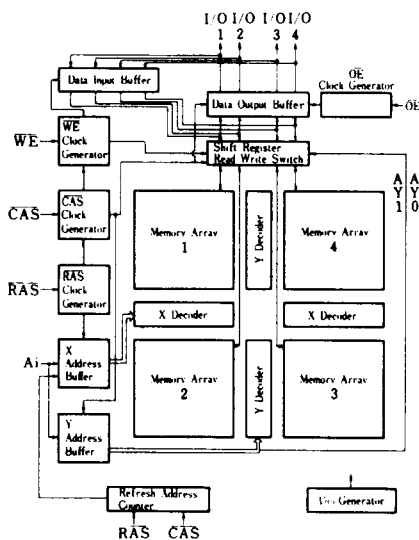 I/O I/O I/O I/O
1 2 3 4
Data Input Buffer
OE
Clock Generator
Data Output Buffer
OE
WE
WE
Clock
Generator
Shift Register
Read Write Switch
AY1
AY0
CAS
CAS
Clock
Generator
Memory Array
1
Y Decoder
Memory Array
4
RAS
RAS
Clock
Generator
X Decoder
X Decoder
Ai
X
Address
Buffer
Memory Array
2
Y Decoder
Memory Array
3
Y
Address
Buffer
Refresh Address
Counter
Generator
RAS CAS